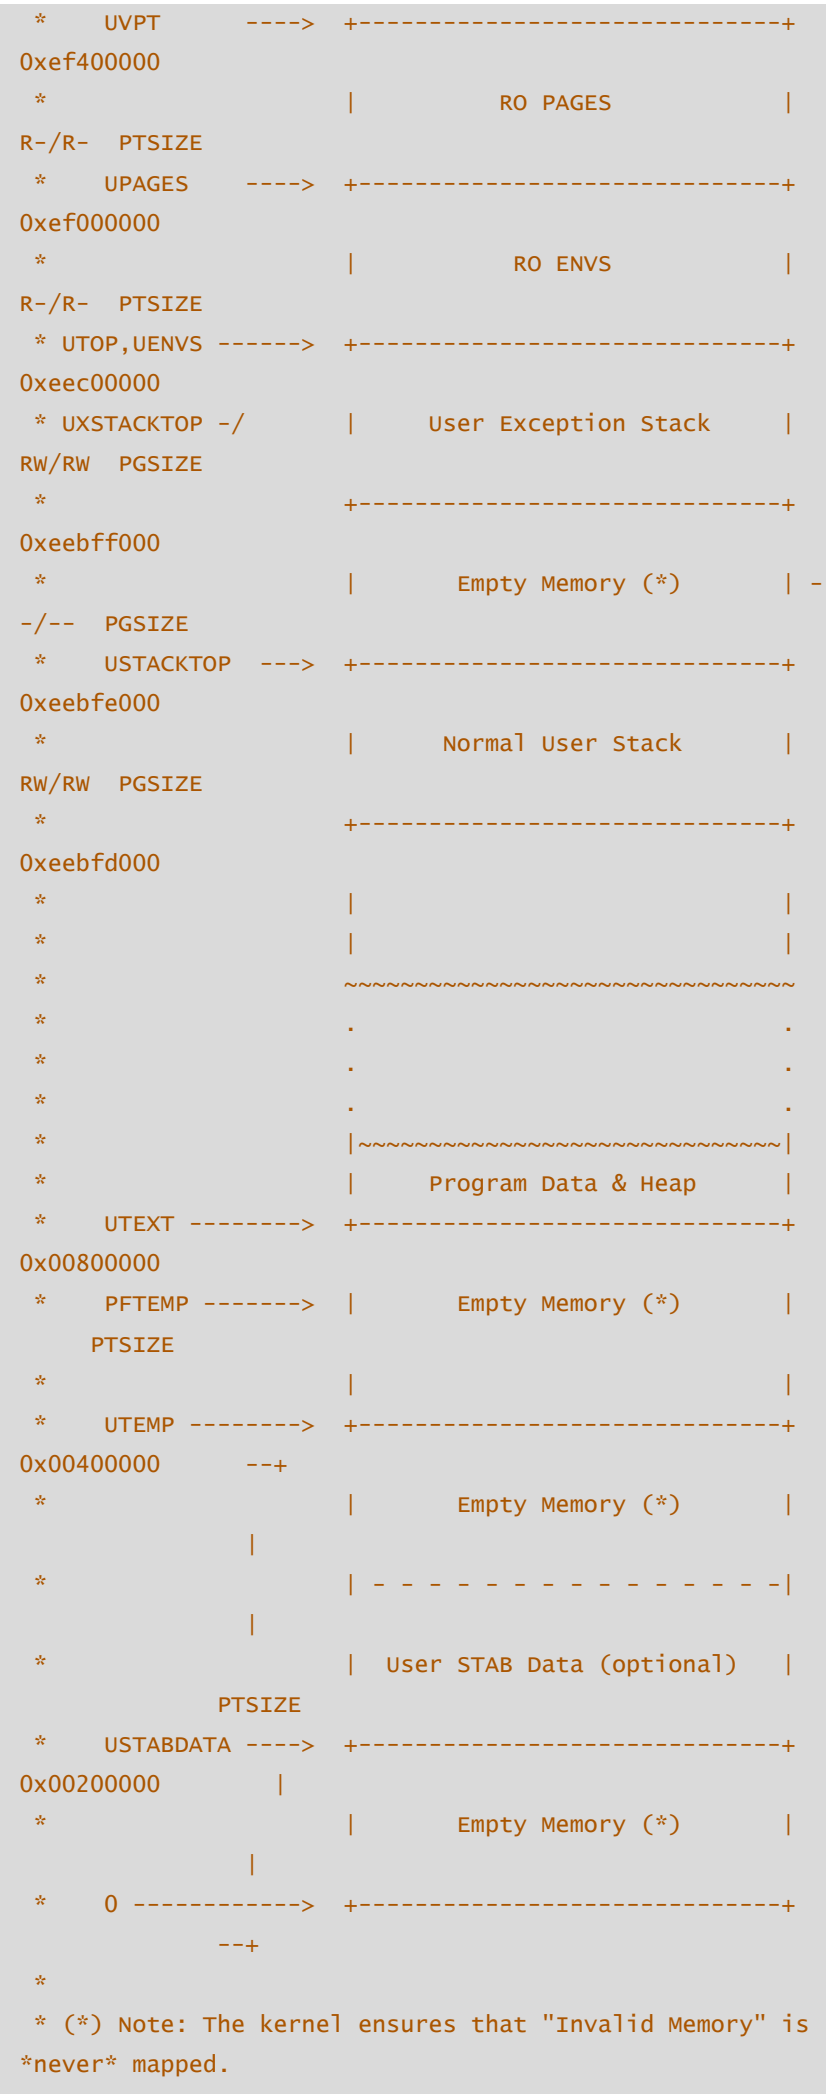 *    UVPT      ---->  +------------------------------+
0xef400000
 *                     |          RO PAGES            |
R-/R-  PTSIZE
 *    UPAGES    ---->  +------------------------------+
0xef000000
 *                     |           RO ENVS            |
R-/R-  PTSIZE
 * UTOP,UENVS ------>  +------------------------------+
0xeec00000
 * UXSTACKTOP -/       |     User Exception Stack     |
RW/RW  PGSIZE
 *                     +------------------------------+
0xeebff000
 *                     |       Empty Memory (*)       | -
-/--  PGSIZE
 *    USTACKTOP  --->  +------------------------------+
0xeebfe000
 *                     |      Normal User Stack       |
RW/RW  PGSIZE
 *                     +------------------------------+
0xeebfd000
 *                     |                              |
 *                     |                              |
 *                     ~~~~~~~~~~~~~~~~~~~~~~~~~~~~~~~~
 *                     .                              .
 *                     .                              .
 *                     .                              .
 *                     |~~~~~~~~~~~~~~~~~~~~~~~~~~~~~~|
 *                     |     Program Data & Heap      |
 *    UTEXT -------->  +------------------------------+
0x00800000
 *    PFTEMP ------->  |       Empty Memory (*)       |
     PTSIZE
 *                     |                              |
 *    UTEMP -------->  +------------------------------+
0x00400000      --+
 *                     |       Empty Memory (*)       |
                |
 *                     | - - - - - - - - - - - - - - -|
                |
 *                     |  User STAB Data (optional)   |
              PTSIZE
 *    USTABDATA ---->  +------------------------------+
0x00200000        |
 *                     |       Empty Memory (*)       |
                |
 *    0 ------------>  +------------------------------+
              --+
 *
 * (*) Note: The kernel ensures that "Invalid Memory" is
*never* mapped.